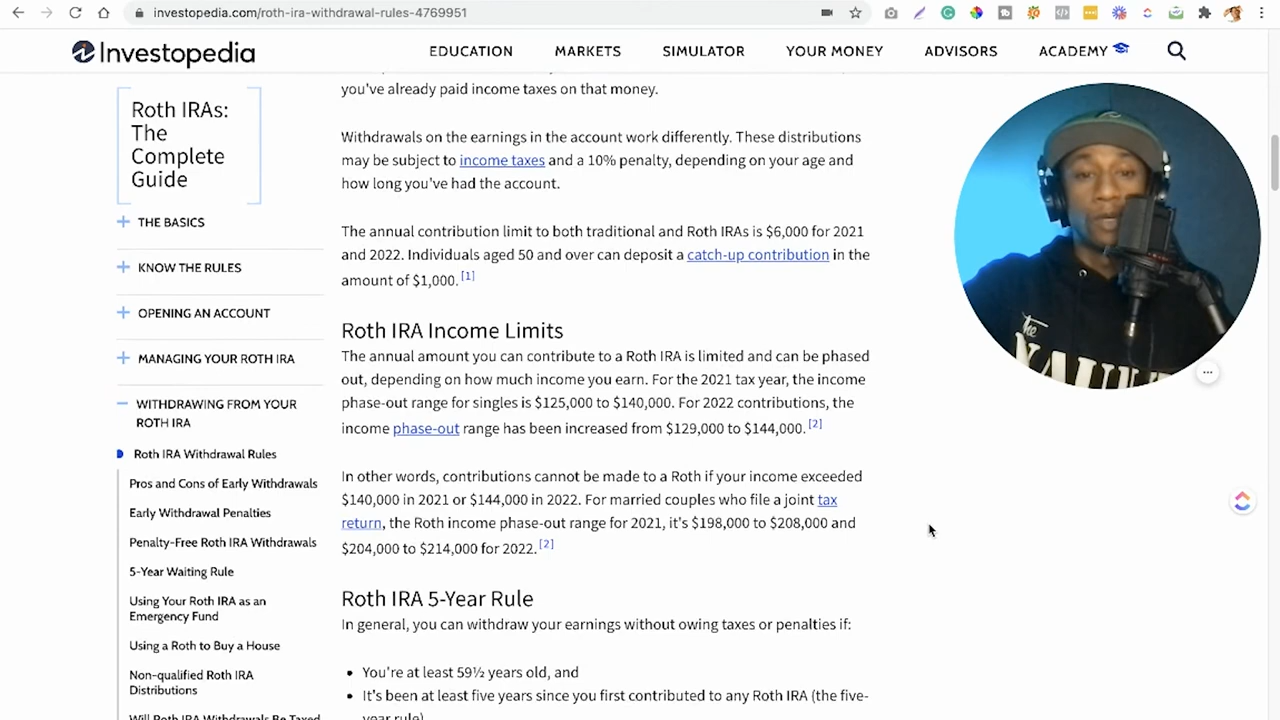 investopedia.com/roth-ira-withdrawal-rules-4769951
Investopedia
EDUCATION
MARKETS
SIMULATOR
YOUR MONEY
ADVISORS
ACADEMY
Roth IRAs:
The
Complete
Guide
+ THE BASICS
+ KNOW THE RULES
+ OPENING AN ACCOUNT
+ MANAGING YOUR ROTH IRA
− WITHDRAWING FROM YOUR
ROTH IRA
Roth IRA Withdrawal Rules
Pros and Cons of Early Withdrawals
Early Withdrawal Penalties
Penalty-Free Roth IRA Withdrawals
5-Year Waiting Rule
Using Your Roth IRA as an
Emergency Fund
Using a Roth to Buy a House
Non-qualified Roth IRA
Distributions
Will Roth IRA Withdrawals Be Taxed
you've already paid income taxes on that money.
Withdrawals on the earnings in the account work differently. These distributions
may be subject to income taxes and a 10% penalty, depending on your age and
how long you've had the account.
The annual contribution limit to both traditional and Roth IRAs is $6,000 for 2021
and 2022. Individuals aged 50 and over can deposit a catch-up contribution in the
amount of $1,000. [1]
Roth IRA Income Limits
The annual amount you can contribute to a Roth IRA is limited and can be phased
out, depending on how much income you earn. For the 2021 tax year, the income
phase-out range for singles is $125,000 to $140,000. For 2022 contributions, the
income phase-out range has been increased from $129,000 to $144,000. [2]
In other words, contributions cannot be made to a Roth if your income exceeded
$140,000 in 2021 or $144,000 in 2022. For married couples who file a joint tax
return, the Roth income phase-out range for 2021, it's $198,000 to $208,000 and
$204,000 to $214,000 for 2022. [2]
Roth IRA 5-Year Rule
In general, you can withdraw your earnings without owing taxes or penalties if:
• You're at least 59½ years old, and
• It's been at least five years since you first contributed to any Roth IRA (the five-
year rule)
The